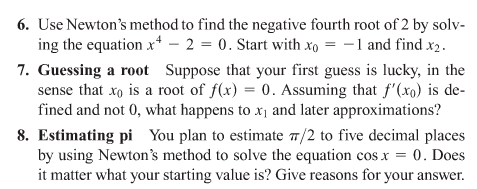 6. Use Newton's method to find the negative fourth root of 2 by solv-
ing the equation x⁴ − 2 = 0. Start with x₀ = −1 and find x₂.
7. Guessing a root Suppose that your first guess is lucky, in the
sense that x₀ is a root of f(x) = 0. Assuming that f′(x₀) is de-
fined and not 0, what happens to x₁ and later approximations?
8. Estimating pi You plan to estimate π/2 to five decimal places
by using Newton's method to solve the equation cos x = 0. Does
it matter what your starting value is? Give reasons for your answer.